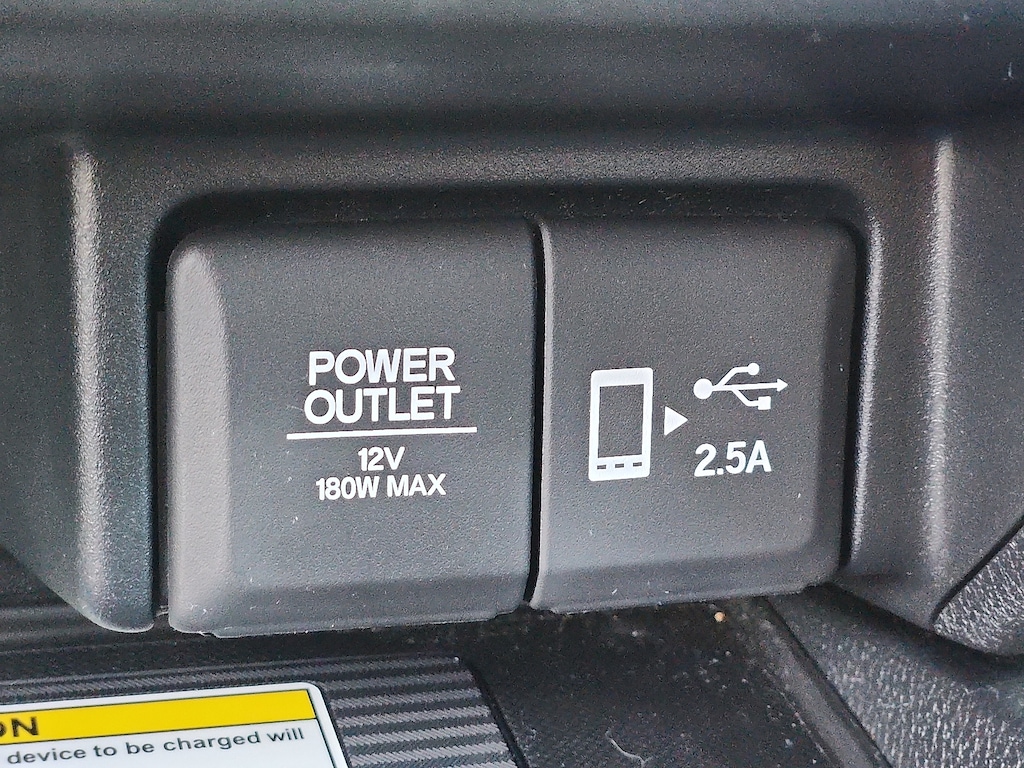 POWER
OUTLET
12V
180W MAX
2.5A
ON
device to be charged will